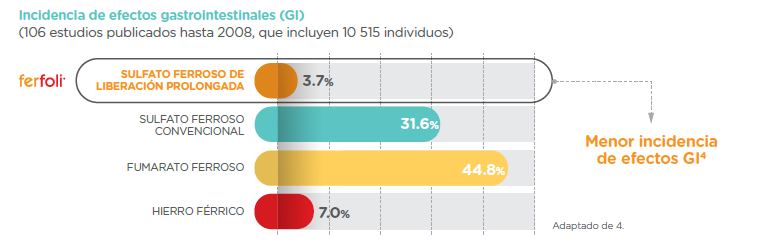 Incidencia de efectos gastrointestinales (GI)
(106 estudios publicados hasta 2008, que incluyen 10 515 individuos)
ferfoli
SULFATO FERROSO DE
LIBERACIÓN PROLONGADA
3.7%
SULFATO FERROSO
CONVENCIONAL
31.6%
FUMARATO FERROSO
44.8%
HIERRO FÉRRICO
7.0%
Menor incidencia
de efectos GI⁴
Adaptado de 4.